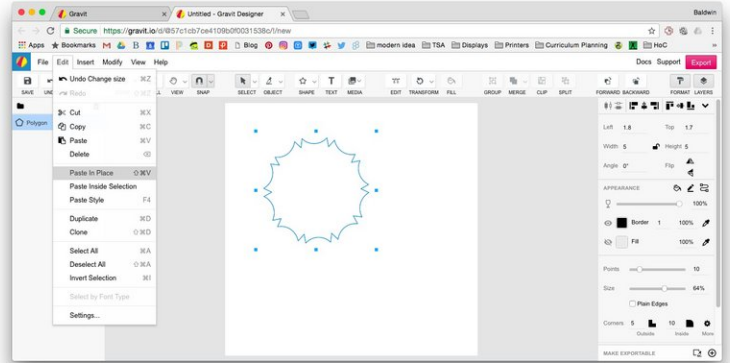 Gravit
Untitled - Gravit Designer
Baldwin
Secure https://gravit.io/d/@57c1cb7ce4109b0f0031538c/1/new
Apps Bookmarks Blog modern idea TSA Displays Printers Curriculum Planning HoC
File Edit Insert Modify View Help Docs Support Export
SAVE VIEW SNAP SELECT OBJECT SHAPE TEXT MEDIA EDIT TRANSFORM FILL GROUP MERGE CLIP SPLIT FORWARD BACKWARD FORMAT LAYERS
Polygon
Undo Change size ⌘Z
Redo
Cut ⌘X
Copy ⌘C
Paste ⌘V
Delete
Paste In Place ⇧⌘V
Paste Inside Selection
Paste Style F4
Duplicate ⌘D
Clone ⇧⌘D
Select All ⌘A
Deselect All ⇧⌘A
Invert Selection ⌘I
Select by Font Type
Settings...
Left 1.8 Top 1.7
Width 5 Height 5
Angle 0° Flip
APPEARANCE
100%
Border 1 100%
Fill 100%
Points 10
Size 64%
Plain Edges
Corners 5 10
Outside Inside More
MAKE EXPORTABLE